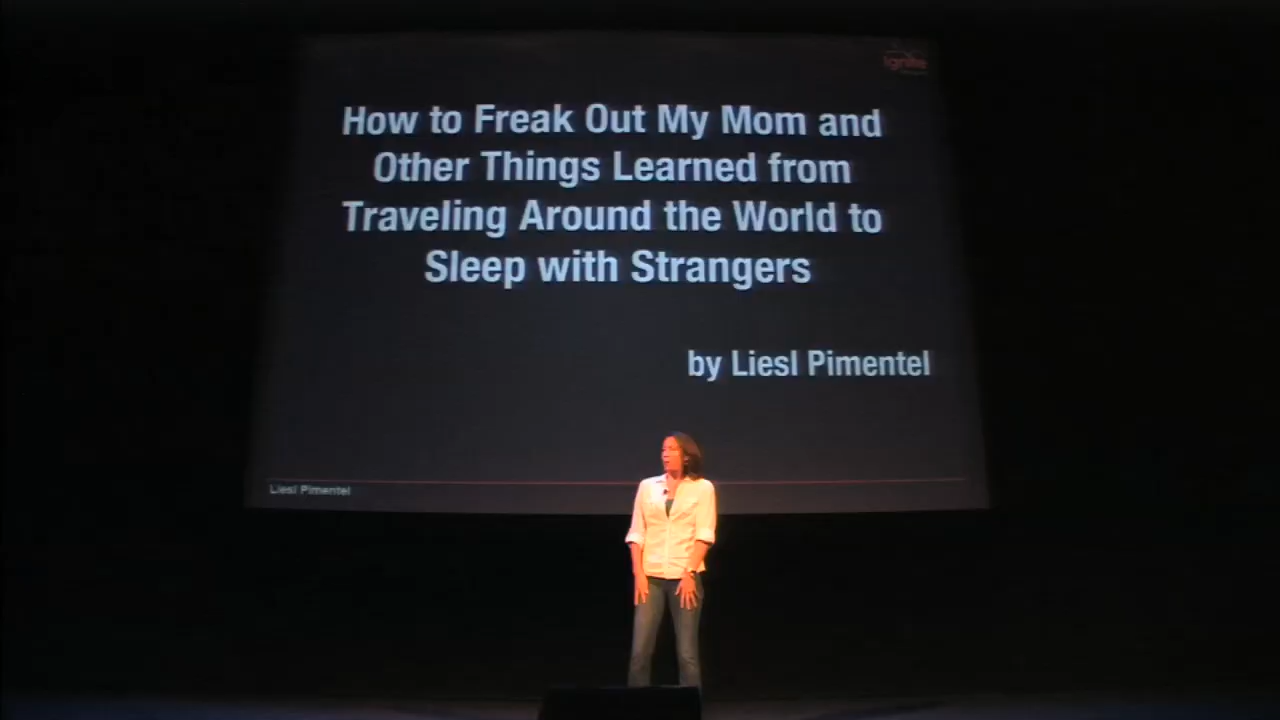 ignite
How to Freak Out My Mom and
Other Things Learned from
Traveling Around the World to
Sleep with Strangers
by Liesl Pimentel
Liesl Pimentel